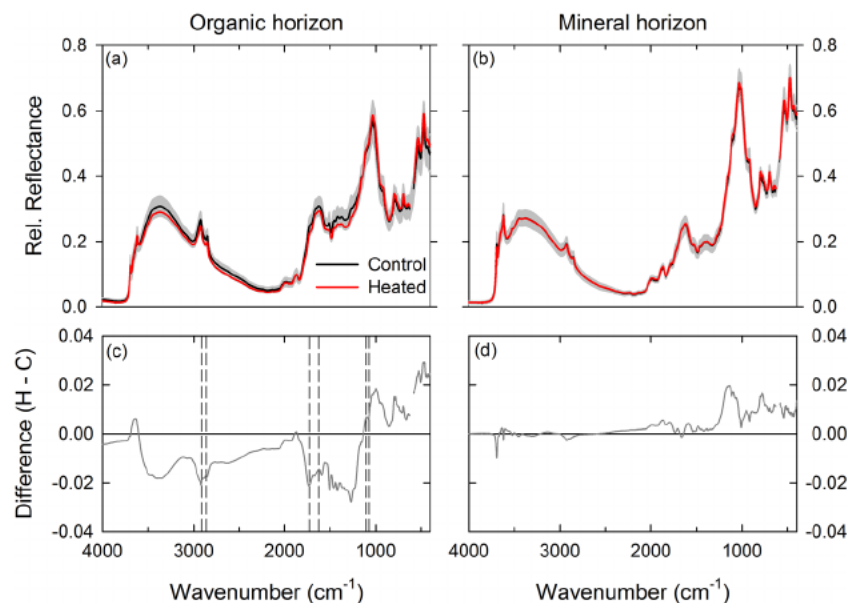 Organic horizon Mineral horizon
0.8 (a) (b) 0.8
0.6 0.6
0.4 0.4
0.2 Control 0.2
Heated
0.0 0.0
Rel. Reflectance
0.04 (c) (d) 0.04
0.02 0.02
0.00 0.00
-0.02 -0.02
-0.04 -0.04
Difference (H - C)
4000 3000 2000 1000 4000 3000 2000 1000
Wavenumber (cm-1) Wavenumber (cm-1)